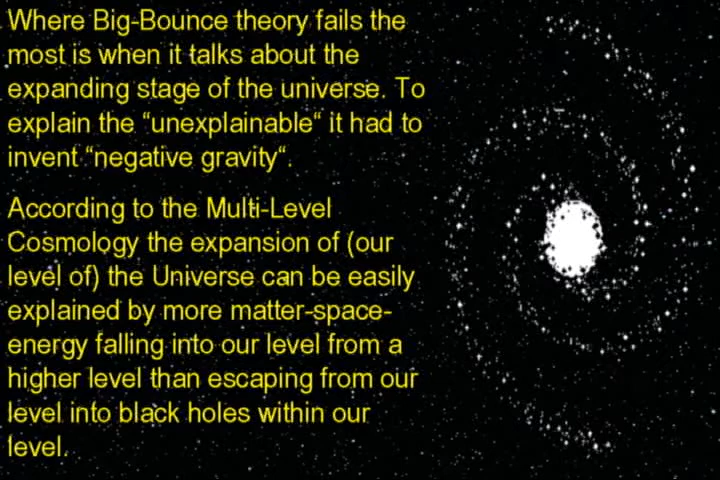 Where Big-Bounce theory fails the
most is when it talks about the
expanding stage of the universe. To
explain the “unexplainable“ it had to
invent “negative gravity“.
According to the Multi-Level
Cosmology the expansion of (our
level of) the Universe can be easily
explained by more matter-space-
energy falling into our level from a
higher level than escaping from our
level into black holes within our
level.